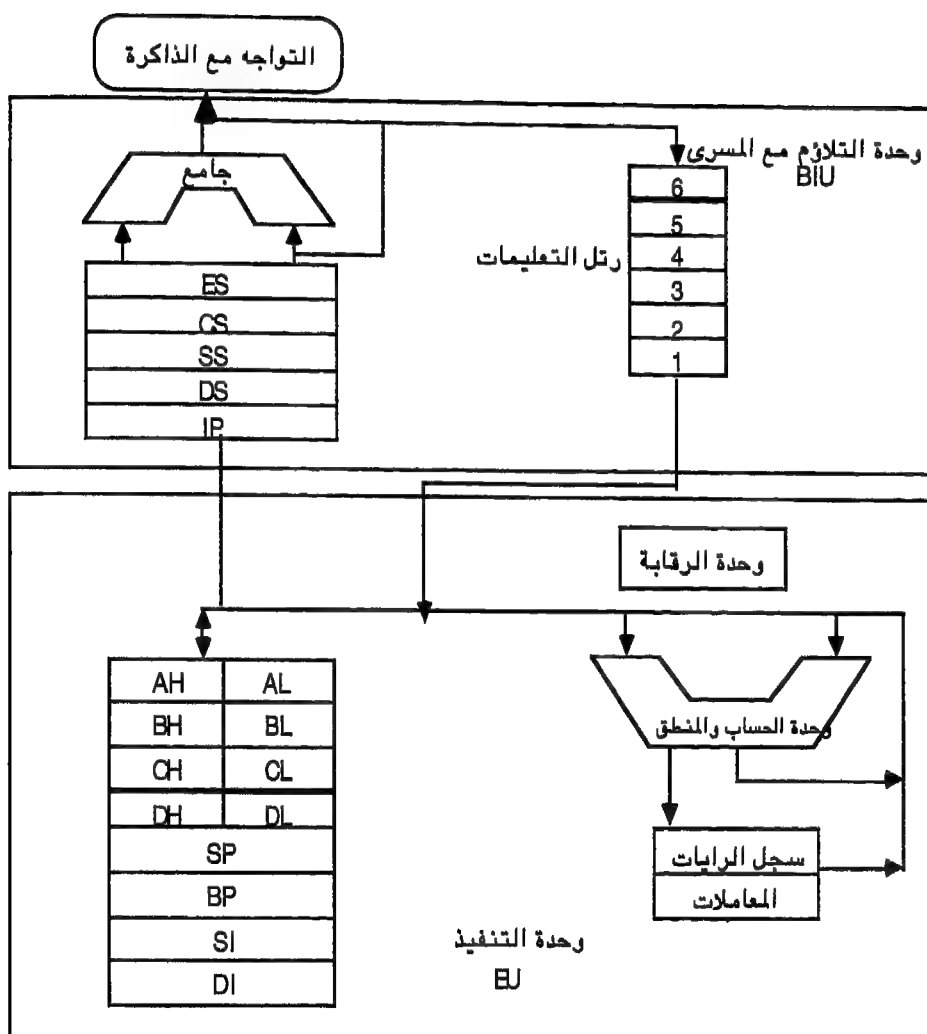 التواجه مع الذاكرة
وحدة التلاؤم مع المسرى
BIU
جامع
رتل التعليمات
6
5
4
3
2
1
ES
CS
SS
DS
IP
وحدة الرقابة
AH AL
BH BL
CH CL
DH DL
SP
BP
SI
DI
وحدة الحساب والمنطق
سجل الرايات
المعاملات
وحدة التنفيذ
EU